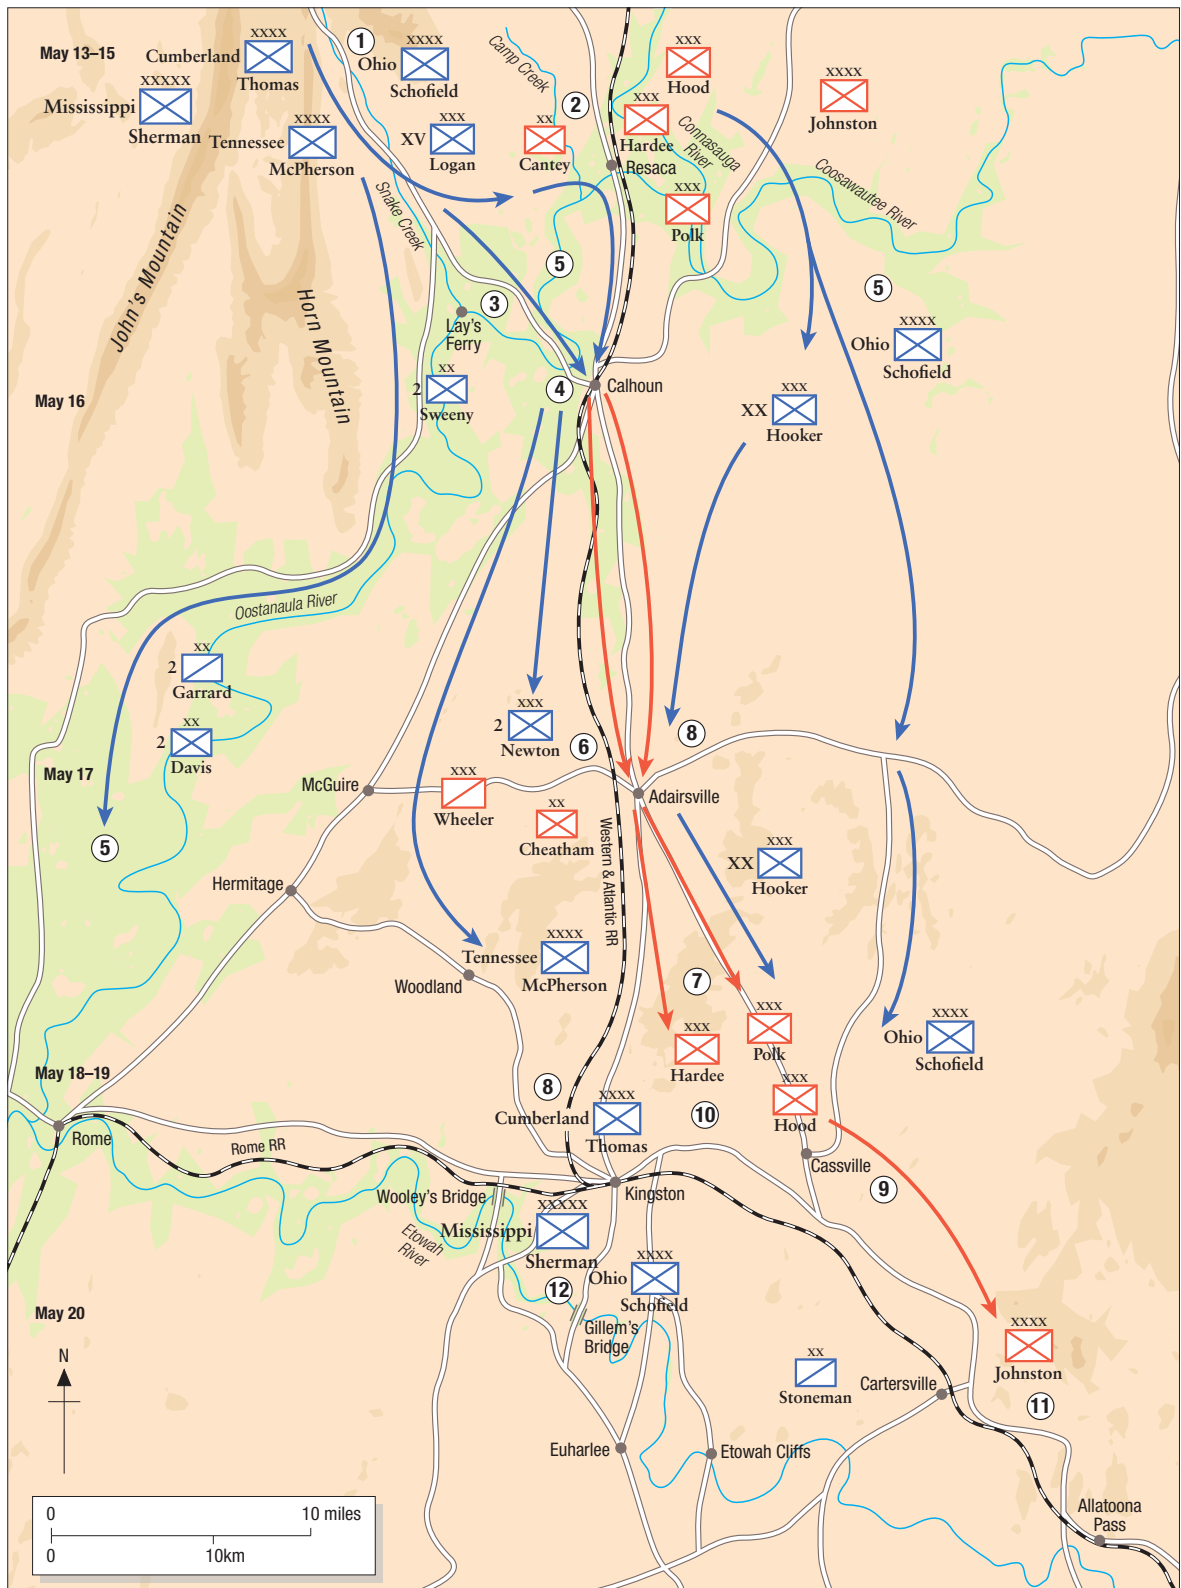 May 13–15
XXXX
Cumberland
Thomas
XXXXX
Mississippi
Sherman
XXXX
Tennessee
McPherson
1
XXXX
Ohio
Schofield
XXX
XV
Logan
Camp Creek
2
XX
Cantey
XXX
Hood
XXX
Hardee
Resaca
Connasauga
River
XXX
Polk
XXXX
Johnston
Coosawautee River
Snake Creek
John's Mountain
Horn Mountain
5
3
Lay's
Ferry
5
XXXX
Ohio
Schofield
May 16
XX
2
Sweeny
4
Calhoun
XXX
XX
Hooker
Oostanaula River
XX
2
Garrard
XX
2
Davis
XXX
2
Newton
6
8
May 17
McGuire
XXX
Wheeler
Adairsville
XX
Cheatham
5
Western & Atlantic RR
XXX
XX
Hooker
Hermitage
XXXX
Tennessee
McPherson
Woodland
7
XXX
Polk
XXX
Hardee
XXXX
Ohio
Schofield
May 18–19
8
XXXX
Cumberland
Thomas
10
XXX
Hood
Rome
Rome RR
Cassville
Kingston
9
Wooley's Bridge
XXXXX
Mississippi
Sherman
Etowah
River
XXXX
Ohio
Schofield
12
May 20
Gillem's
Bridge
XXXX
Johnston
N
XX
Stoneman
Cartersville
11
Euharlee
Etowah Cliffs
Allatoona
Pass
0 10 miles
0 10km